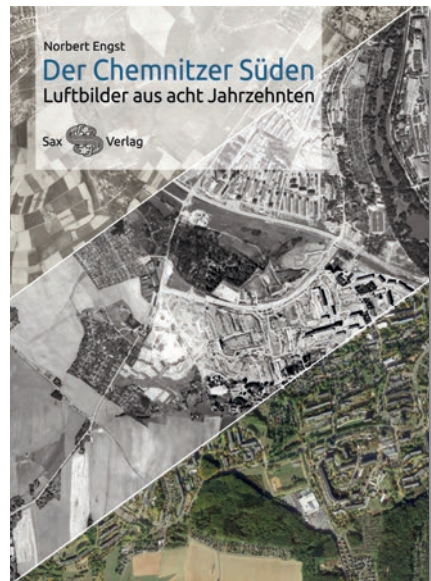 Norbert Engst
Der Chemnitzer Süden
Luftbilder aus acht Jahrzehnten
Sax Verlag